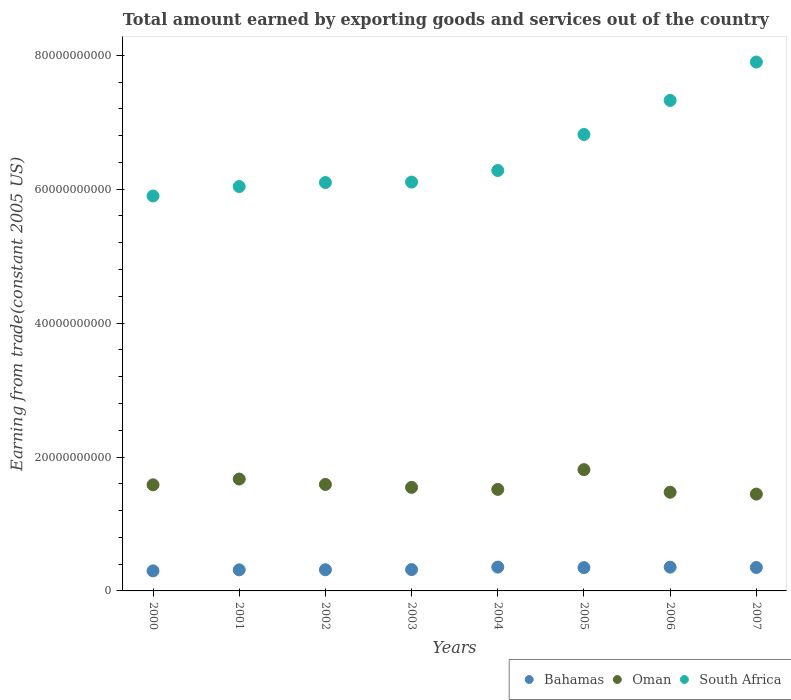 Total amount earned by exporting goods and services out of the country
Earning from trade(constant 2005 US)
80000000000
60000000000
40000000000
20000000000
0
2000
2001
2002
2003
2004
2005
2006
2007
Years
Bahamas
Oman
South Africa